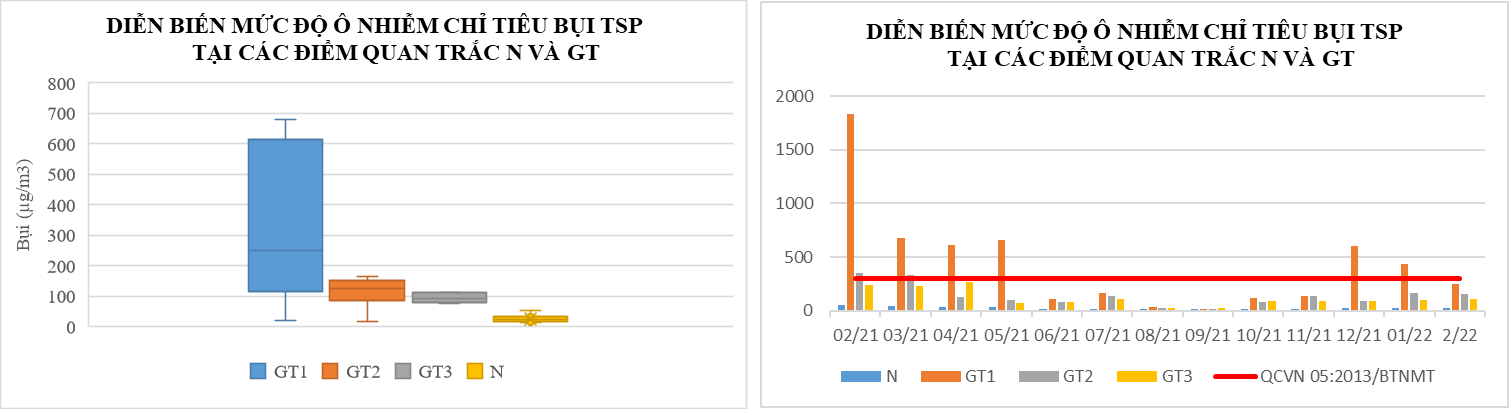 DIỄN BIẾN MỨC ĐỘ Ô NHIỄM CHỈ TIÊU BỤI TSP
TẠI CÁC ĐIỂM QUAN TRẮC N VÀ GT
800
700
600
500
400
300
200
100
0
Bụi (µg/m3)
GT1 GT2 GT3 N
DIỄN BIẾN MỨC ĐỘ Ô NHIỄM CHỈ TIÊU BỤI TSP
TẠI CÁC ĐIỂM QUAN TRẮC N VÀ GT
2000
1500
1000
500
0
02/21 03/21 04/21 05/21 06/21 07/21 08/21 09/21 10/21 11/21 12/21 01/22 2/22
N GT1 GT2 GT3 QCVN 05:2013/BTNMT